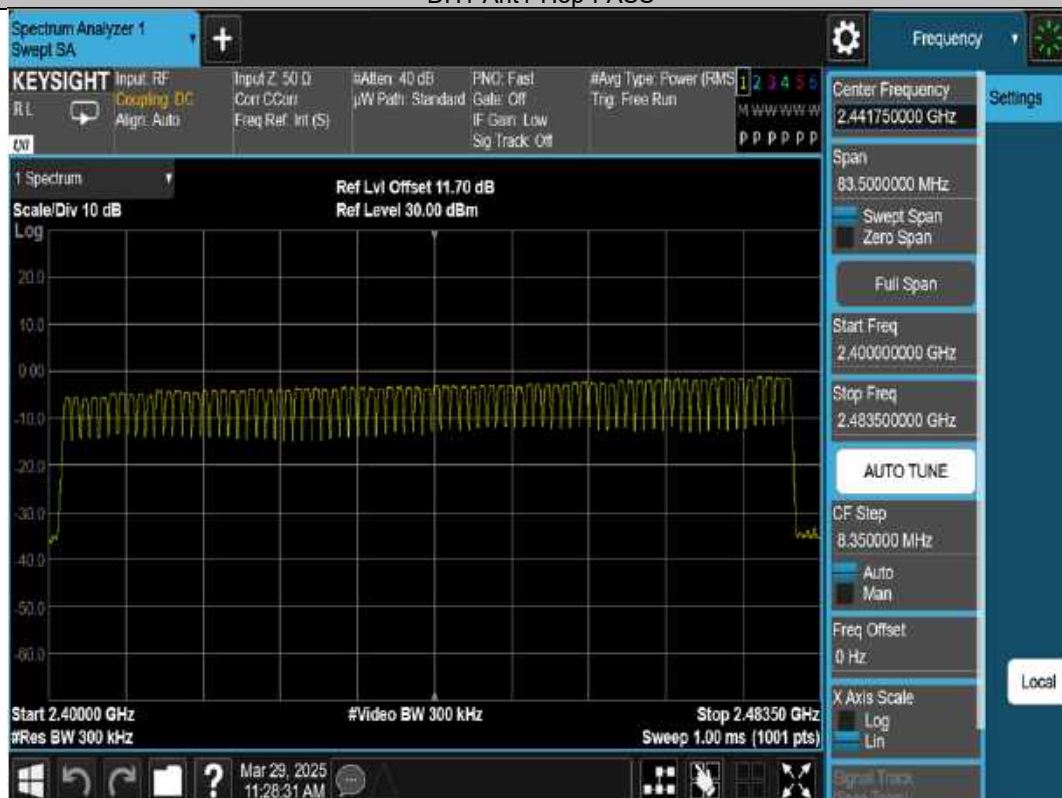 Spectrum Analyzer 1
Swept SA
+
Frequency
KEYSIGHT
RL
LXI
Input: RF
Coupling: DC
Align: Auto
Input Z: 50 Ω
Corr CCorr
Freq Ref: Int (S)
#Atten: 40 dB
µW Path: Standard
PNO: Fast
Gate: Off
IF Gain: Low
Sig Track: Off
#Avg Type: Power (RMS
Trig: Free Run
1 2 3 4 5 6
M W W W W W
P P P P P P
1 Spectrum
Scale/Div 10 dB
Log
Ref Lvl Offset 11.70 dB
Ref Level 30.00 dBm
20.0
10.0
0.00
-10.0
-20.0
-30.0
-40.0
-50.0
-60.0
Start 2.40000 GHz
#Res BW 300 kHz
#Video BW 300 kHz
Stop 2.48350 GHz
Sweep 1.00 ms (1001 pts)
Mar 29, 2025
11:28:31 AM
?
Center Frequency
2.441750000 GHz
Settings
Span
83.5000000 MHz
Swept Span
Zero Span
Full Span
Start Freq
2.400000000 GHz
Stop Freq
2.483500000 GHz
AUTO TUNE
CF Step
8.350000 MHz
Auto
Man
Freq Offset
0 Hz
X Axis Scale
Log
Lin
Local
Signal Track